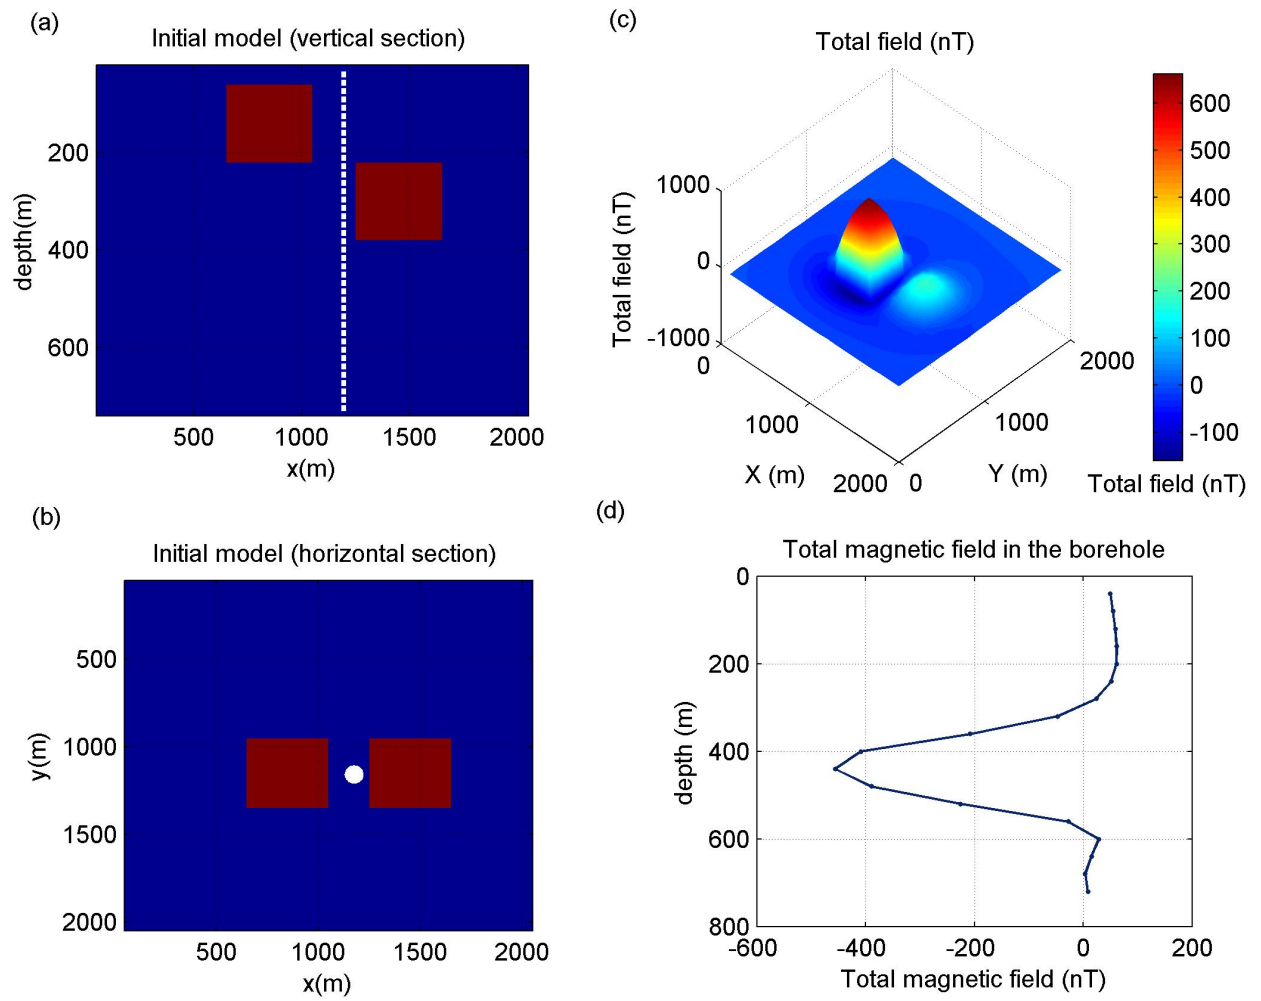 (a)
Initial model (vertical section)
200
400
600
depth(m)
500 1000 1500 2000
x(m)
(b)
Initial model (horizontal section)
500
1000
1500
2000
y(m)
500 1000 1500 2000
x(m)
(c)
Total field (nT)
1000
0
-1000
Total field (nT)
0
1000
2000
X (m)
0
1000
2000
Y (m)
600
500
400
300
200
100
0
-100
Total field (nT)
(d)
Total magnetic field in the borehole
0
200
400
600
800
depth (m)
-600 -400 -200 0 200
Total magnetic field (nT)